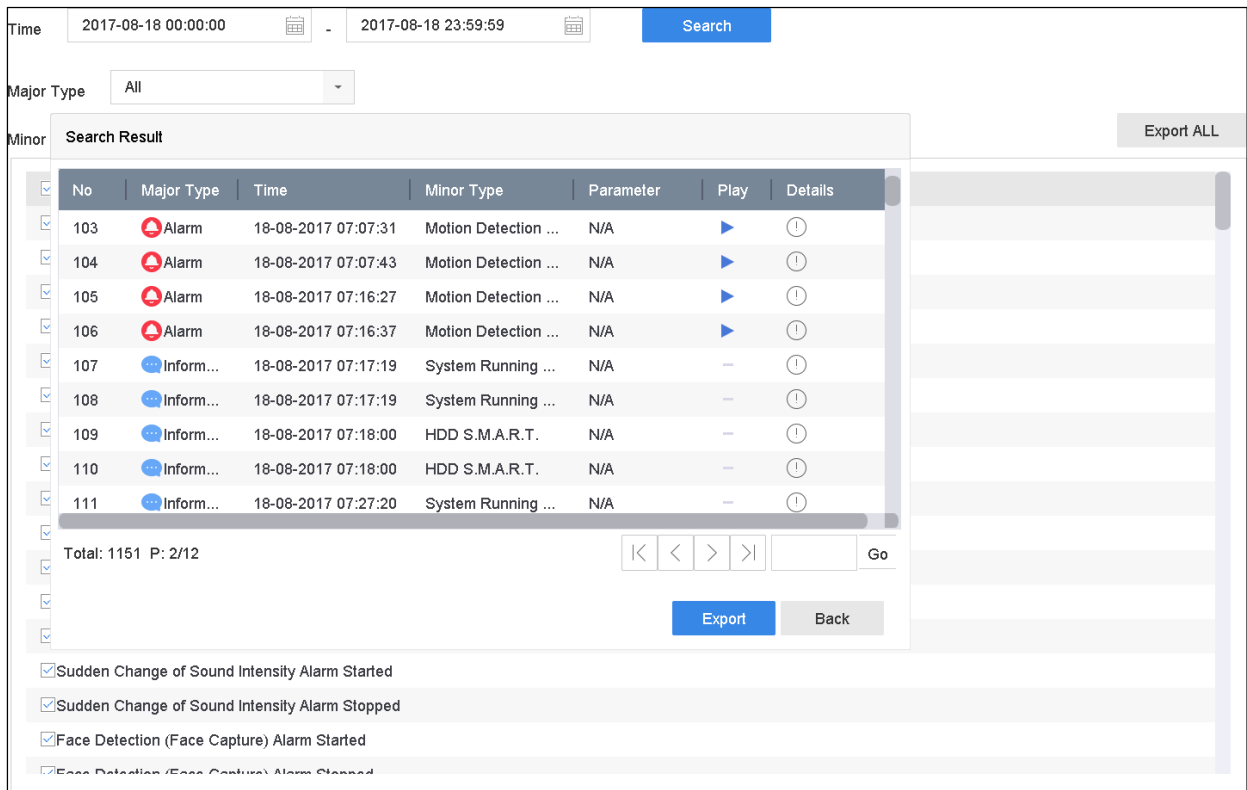 Time 2017-08-18 00:00:00 - 2017-08-18 23:59:59 Search
Major Type All
Minor
Export ALL
Search Result
No Major Type Time Minor Type Parameter Play Details
103 Alarm 18-08-2017 07:07:31 Motion Detection ... N/A
104 Alarm 18-08-2017 07:07:43 Motion Detection ... N/A
105 Alarm 18-08-2017 07:16:27 Motion Detection ... N/A
106 Alarm 18-08-2017 07:16:37 Motion Detection ... N/A
107 Inform... 18-08-2017 07:17:19 System Running ... N/A –
108 Inform... 18-08-2017 07:17:19 System Running ... N/A –
109 Inform... 18-08-2017 07:18:00 HDD S.M.A.R.T. N/A –
110 Inform... 18-08-2017 07:18:00 HDD S.M.A.R.T. N/A –
111 Inform... 18-08-2017 07:27:20 System Running ... N/A –
Total: 1151 P: 2/12 Go
Export Back
Sudden Change of Sound Intensity Alarm Started
Sudden Change of Sound Intensity Alarm Stopped
Face Detection (Face Capture) Alarm Started
Face Detection (Face Capture) Alarm Stopped